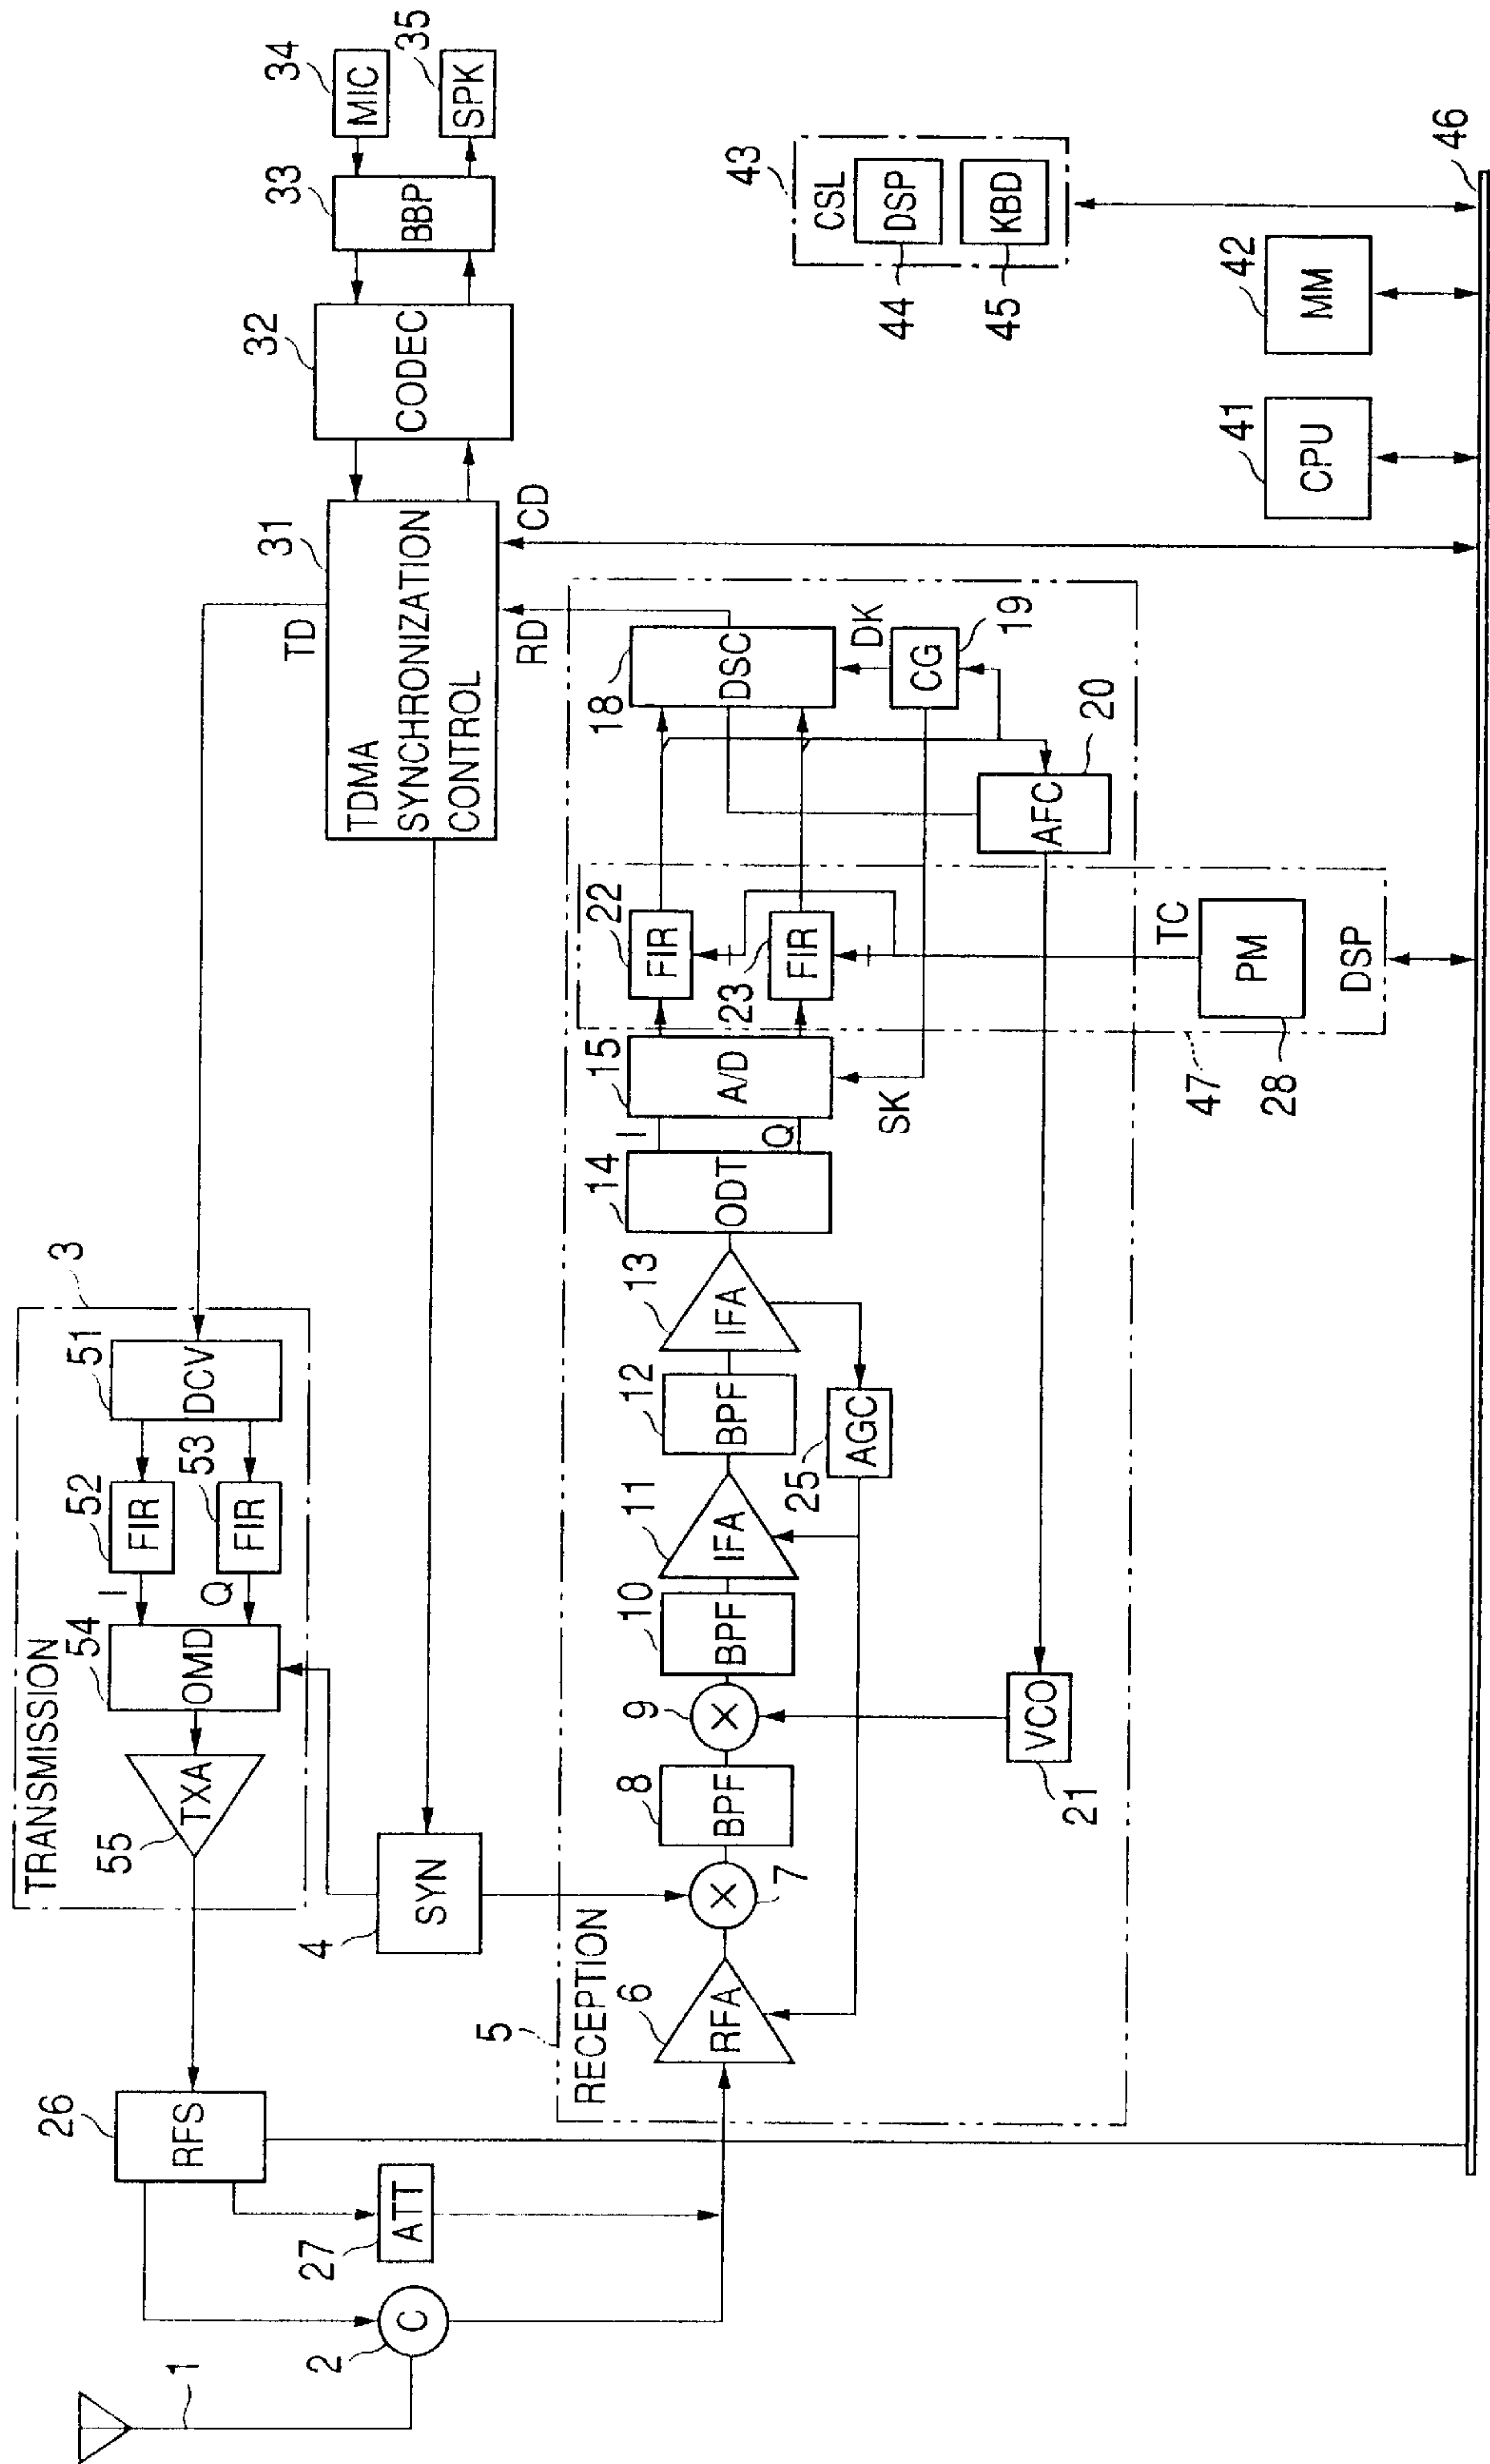 TRANSMISSION
3
55
TXA
54
OMD
I
Q
52
FIR
53
FIR
51
DCV
26
RFS
27
ATT
1
2
C
4
SYN
TD
31
TDMA
SYNCHRONIZATION
CONTROL
RD
CD
32
CODEC
33
BBP
34
MIC
35
SPK
5
RECEPTION
6
RFA
7
×
8
BPF
9
×
10
BPF
11
IFA
12
BPF
13
IFA
25
AGC
14
ODT
I
Q
15
A/D
SK
22
FIR
23
FIR
18
DSC
DK
CG
19
AFC
20
VCO
21
47
TC
PM
28
DSP
43
CSL
DSP
44
KBD
45
41
CPU
42
MM
46